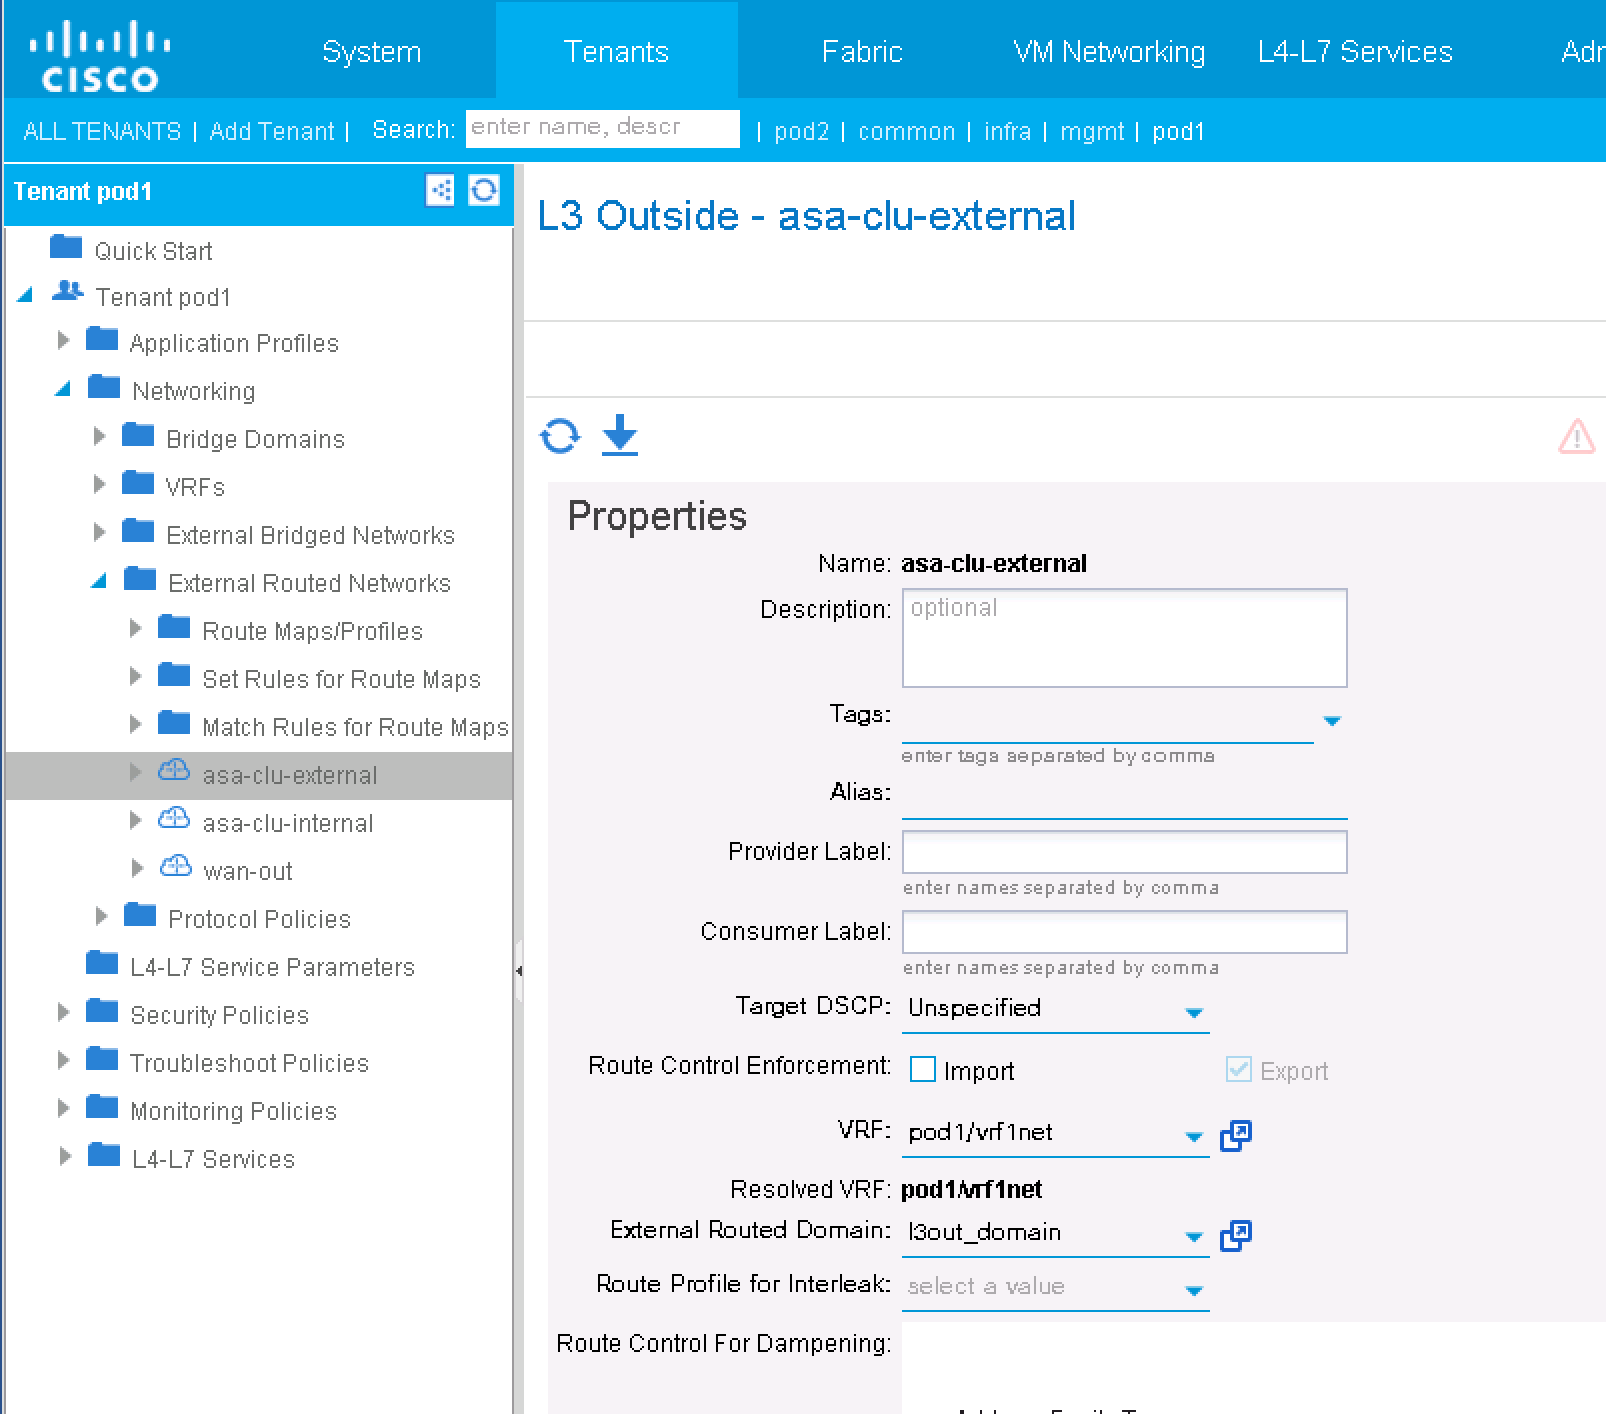 CISCO
System
Tenants
Fabric
VM Networking
L4-L7 Services
ALL TENANTS | Add Tenant | Search: enter name, descr | pod2 | common | infra | mgmt | pod1
Tenant pod1
Quick Start
Tenant pod1
Application Profiles
Networking
Bridge Domains
VRFs
External Bridged Networks
External Routed Networks
Route Maps/Profiles
Set Rules for Route Maps
Match Rules for Route Maps
asa-clu-external
asa-clu-internal
wan-out
Protocol Policies
L4-L7 Service Parameters
Security Policies
Troubleshoot Policies
Monitoring Policies
L4-L7 Services
L3 Outside - asa-clu-external
Properties
Name: asa-clu-external
Description: optional
Tags:
enter tags separated by comma
Alias:
Provider Label:
enter names separated by comma
Consumer Label:
enter names separated by comma
Target DSCP: Unspecified
Route Control Enforcement: Import Export
VRF: pod1/vrf1net
Resolved VRF: pod1/vrf1net
External Routed Domain: l3out_domain
Route Profile for Interleak: select a value
Route Control For Dampening: